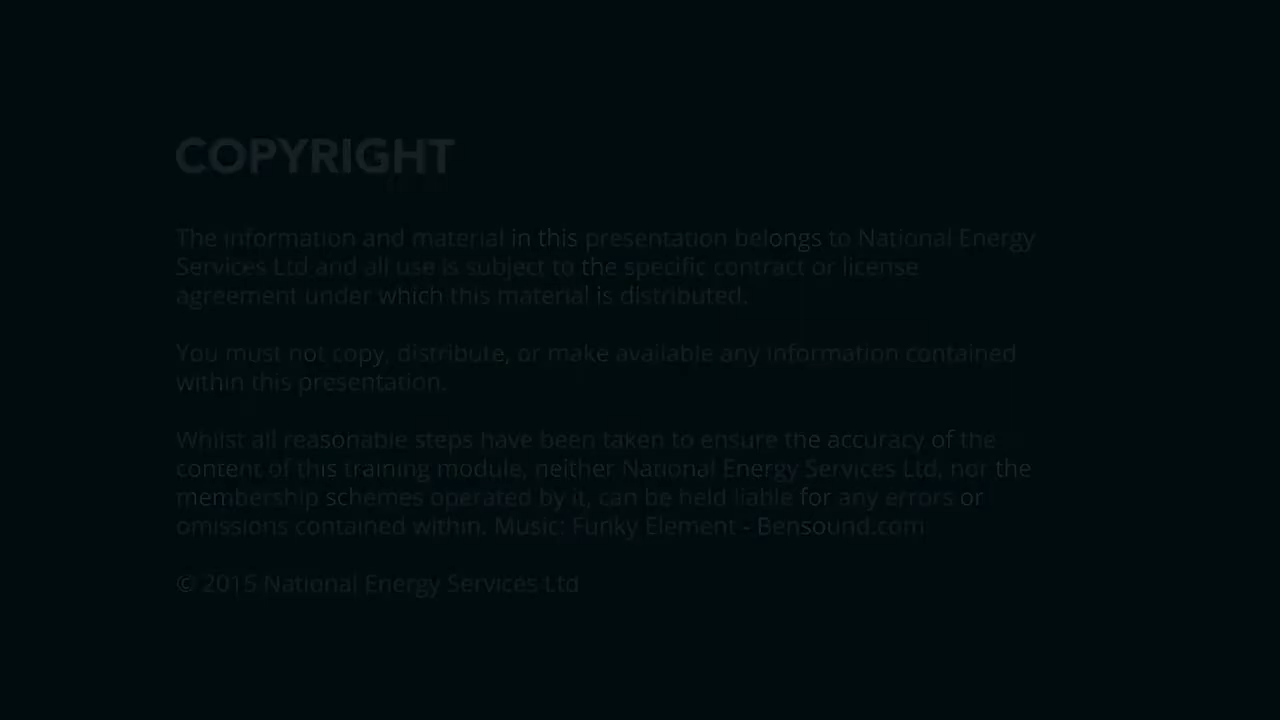 COPYRIGHT
The information and material in this presentation belongs to National Energy
Services Ltd and all use is subject to the specific contract or license
agreement under which this material is distributed.
You must not copy, distribute, or make available any information contained
within this presentation.
Whilst all reasonable steps have been taken to ensure the accuracy of the
content of this training module, neither National Energy Services Ltd, nor the
membership schemes operated by it, can be held liable for any errors or
omissions contained within. Music: Funky Element - Bensound.com
© 2015 National Energy Services Ltd